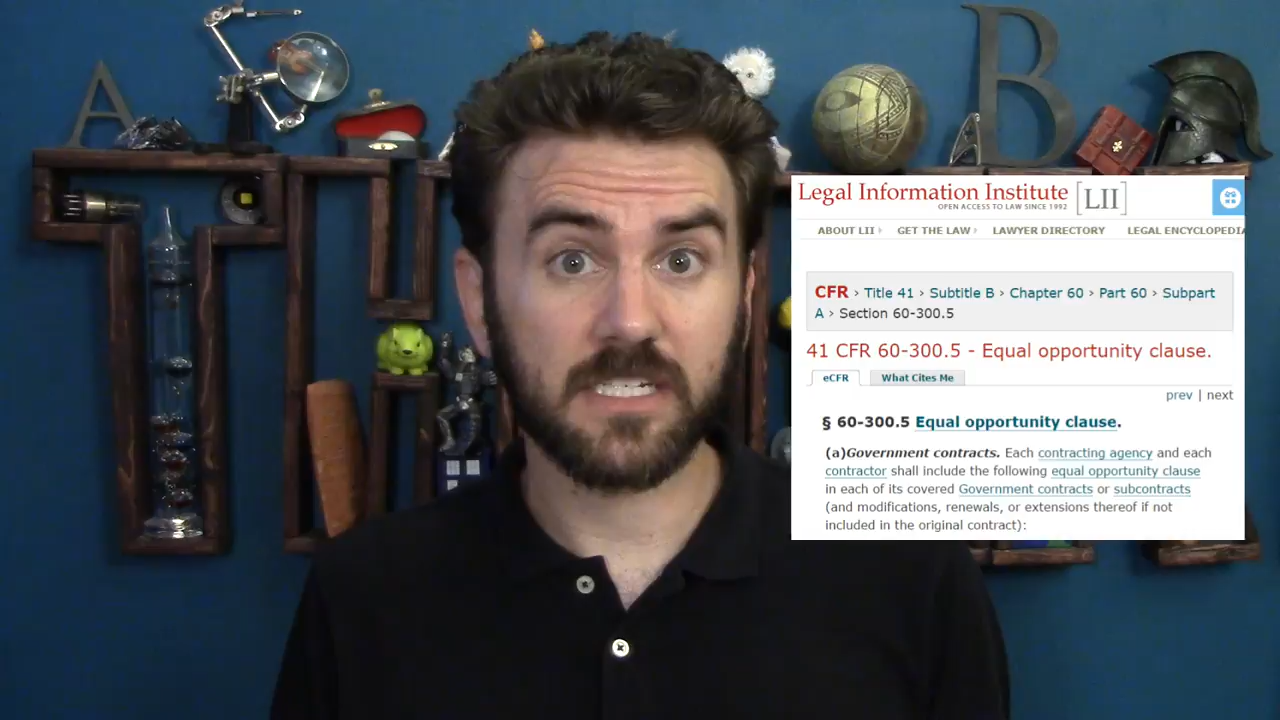 A
B
Legal Information Institute [LII]
OPEN ACCESS TO LAW SINCE 1992
ABOUT LII GET THE LAW LAWYER DIRECTORY LEGAL ENCYCLOPEDIA
CFR › Title 41 › Subtitle B › Chapter 60 › Part 60 › Subpart
A › Section 60-300.5
41 CFR 60-300.5 - Equal opportunity clause.
eCFR What Cites Me
prev | next
§ 60-300.5 Equal opportunity clause.
(a)Government contracts. Each contracting agency and each
contractor shall include the following equal opportunity clause
in each of its covered Government contracts or subcontracts
(and modifications, renewals, or extensions thereof if not
included in the original contract):